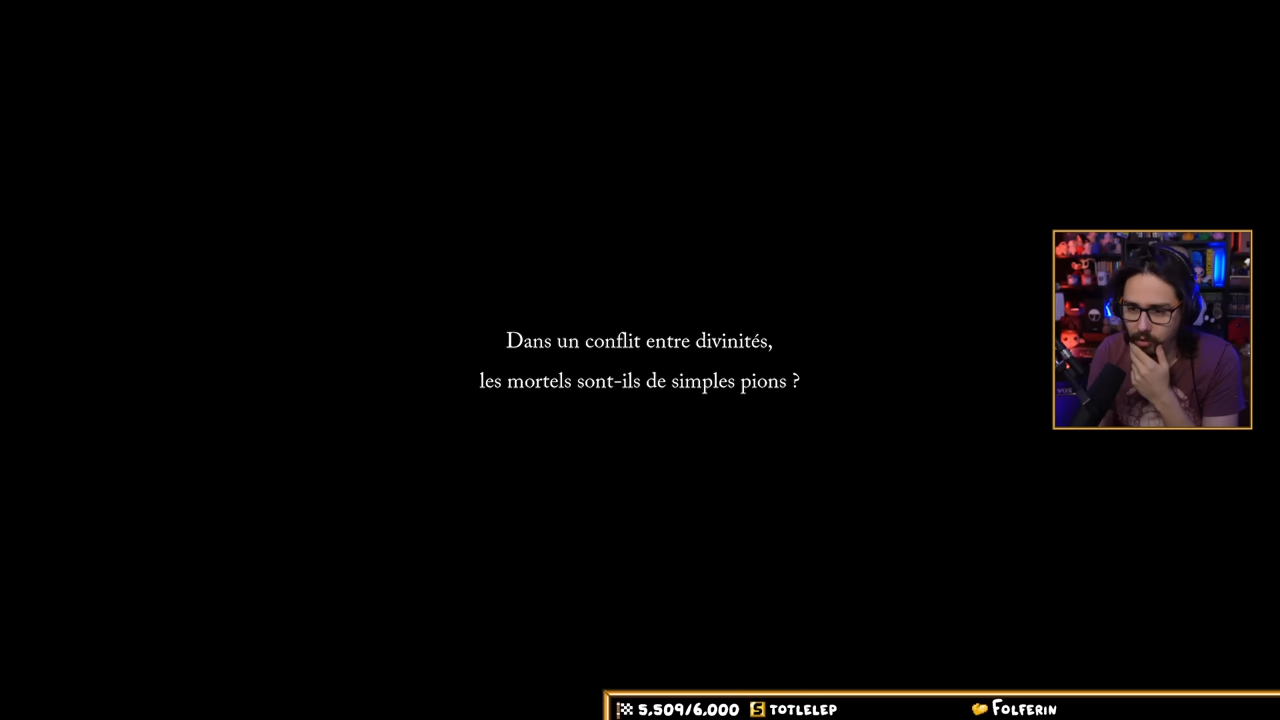 Dans un conflit entre divinités,
les mortels sont-ils de simples pions ?
5.509/6.000 S TOTLELEP FOLFERIN